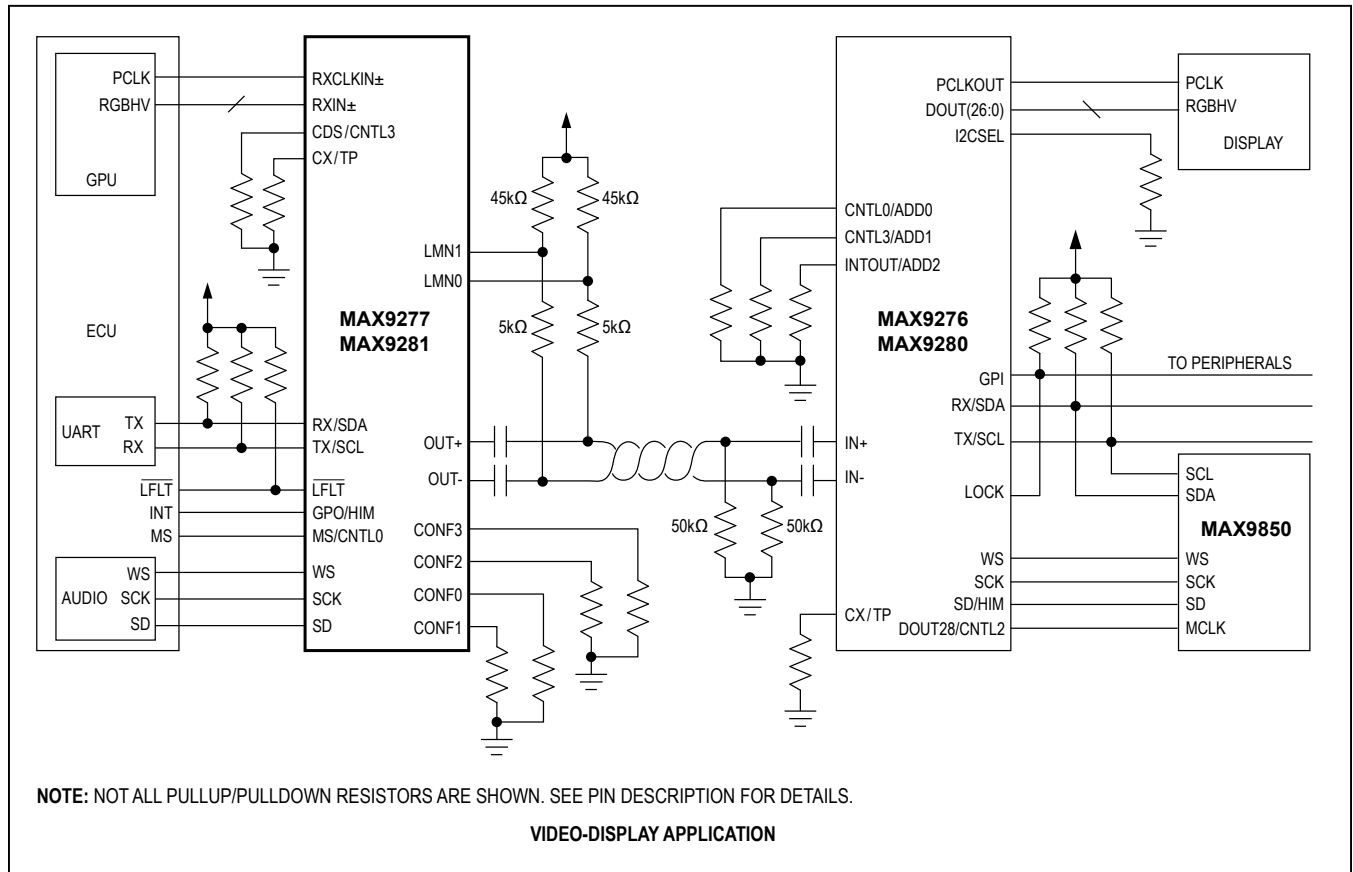 PCLK
RGBHV
GPU
ECU
UART
TX
RX
LFLT
INT
MS
AUDIO
WS
SCK
SD
RXCLKIN±
RXIN±
CDS/CNTL3
CX/TP
LMN1
LMN0
MAX9277
MAX9281
RX/SDA
TX/SCL
LFLT
GPO/HIM
MS/CNTL0
WS
SCK
SD
OUT+
OUT-
CONF3
CONF2
CONF0
CONF1
45kΩ
45kΩ
5kΩ
5kΩ
50kΩ
50kΩ
PCLKOUT
DOUT(26:0)
I2CSEL
CNTL0/ADD0
CNTL3/ADD1
INTOUT/ADD2
MAX9276
MAX9280
GPI
RX/SDA
TX/SCL
IN+
IN-
LOCK
WS
SCK
SD/HIM
CX/TP
DOUT28/CNTL2
PCLK
RGBHV
DISPLAY
TO PERIPHERALS
SCL
SDA
MAX9850
WS
SCK
SD
MCLK
NOTE: NOT ALL PULLUP/PULLDOWN RESISTORS ARE SHOWN. SEE PIN DESCRIPTION FOR DETAILS.
VIDEO-DISPLAY APPLICATION